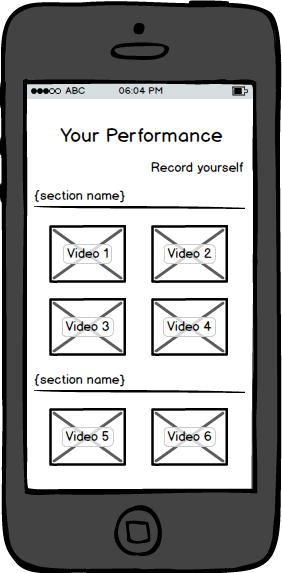 ABC 06:04 PM
Your Performance
Record yourself
{section name}
Video 1 Video 2
Video 3 Video 4
{section name}
Video 5 Video 6